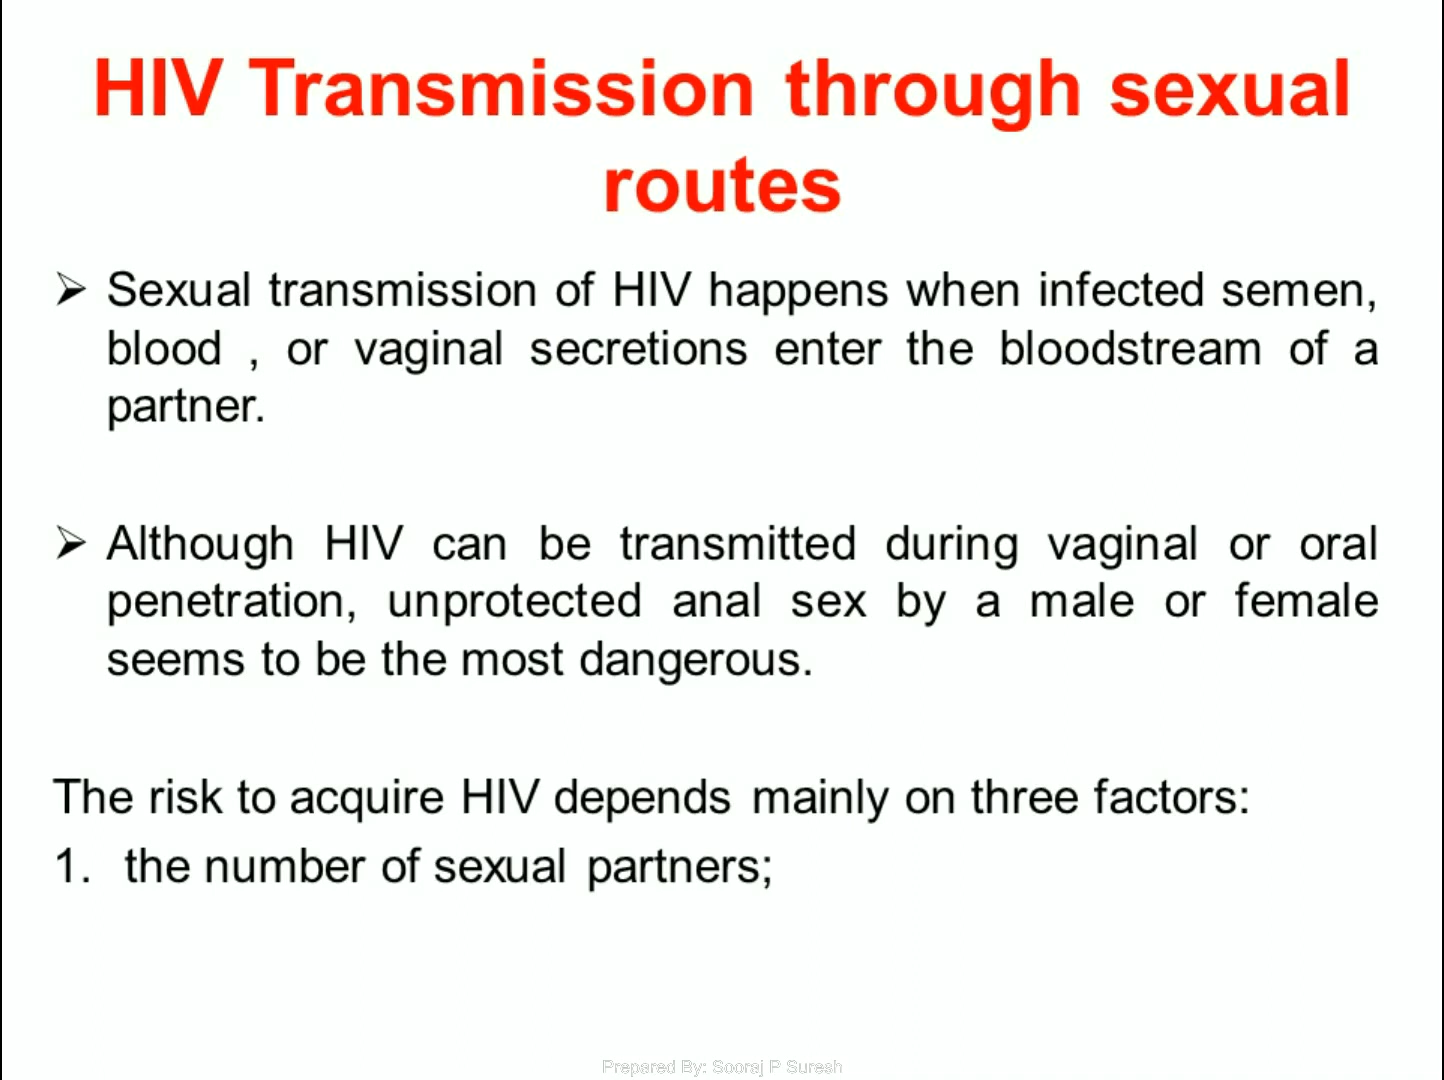 HIV Transmission through sexual
routes
➢ Sexual transmission of HIV happens when infected semen,
blood , or vaginal secretions enter the bloodstream of a
partner.
➢ Although HIV can be transmitted during vaginal or oral
penetration, unprotected anal sex by a male or female
seems to be the most dangerous.
The risk to acquire HIV depends mainly on three factors:
1. the number of sexual partners;
Prepared By: Sooraj P Suresh